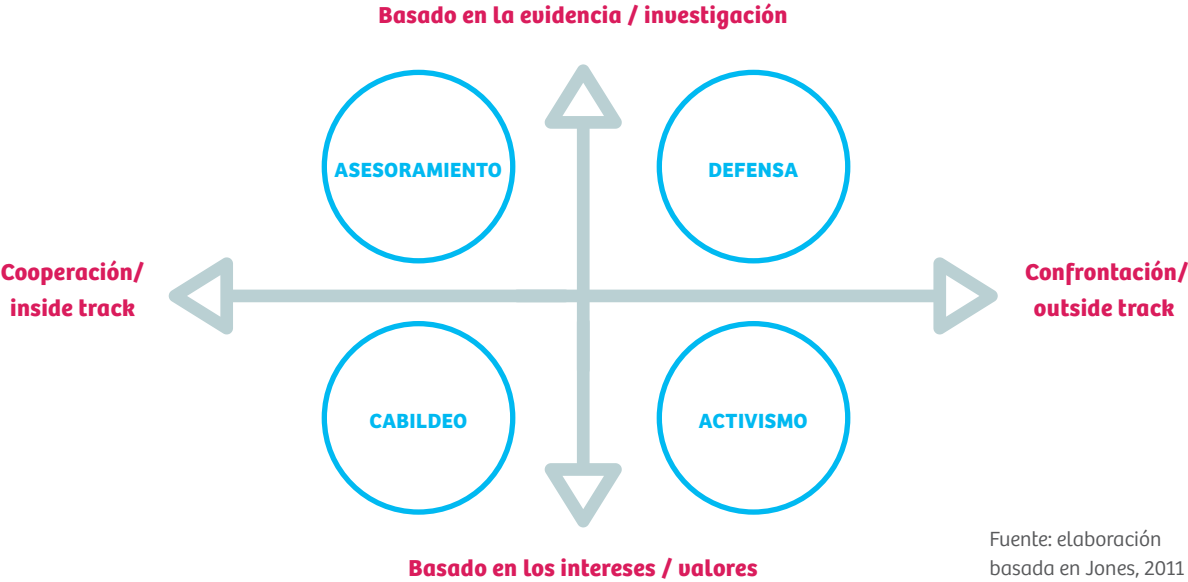 Basado en la evidencia / investigación
ASESORAMIENTO
DEFENSA
Cooperación/
inside track
Confrontación/
outside track
CABILDEO
ACTIVISMO
Basado en los intereses / valores
Fuente: elaboración
basada en Jones, 2011